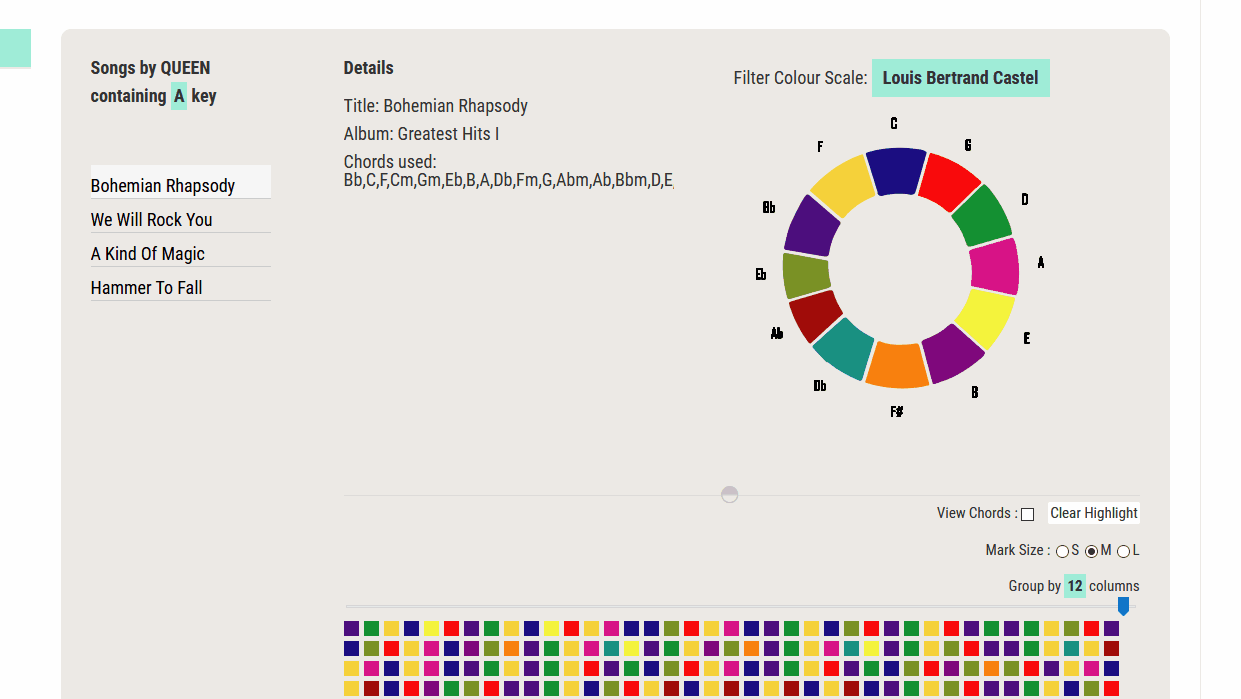 Songs by QUEEN
containing A key
Bohemian Rhapsody
We Will Rock You
A Kind Of Magic
Hammer To Fall
Details
Title: Bohemian Rhapsody
Album: Greatest Hits I
Chords used:
Bb,C,F,Cm,Gm,Eb,B,A,Db,Fm,G,Abm,Ab,Bbm,D,E,
Filter Colour Scale: Louis Bertrand Castel
C
G
D
A
E
B
F#
Db
Ab
Eb
Bb
F
View Chords :
Clear Highlight
Mark Size : S M L
Group by 12 columns